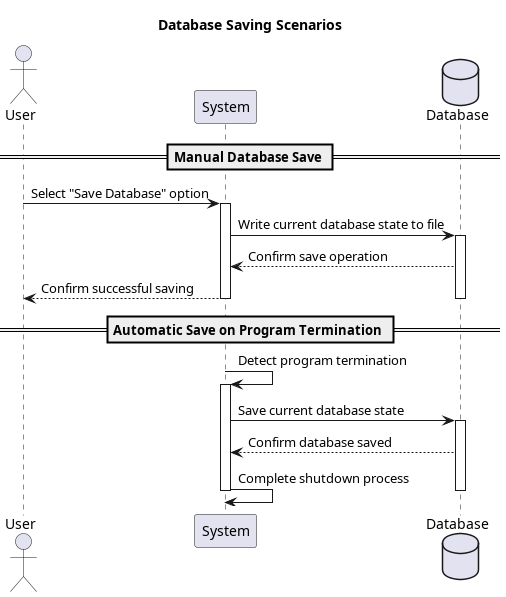 Database Saving Scenarios
User
System
Database
Manual Database Save
Select "Save Database" option
Write current database state to file
Confirm save operation
Confirm successful saving
Automatic Save on Program Termination
Detect program termination
Save current database state
Confirm database saved
Complete shutdown process
User
System
Database